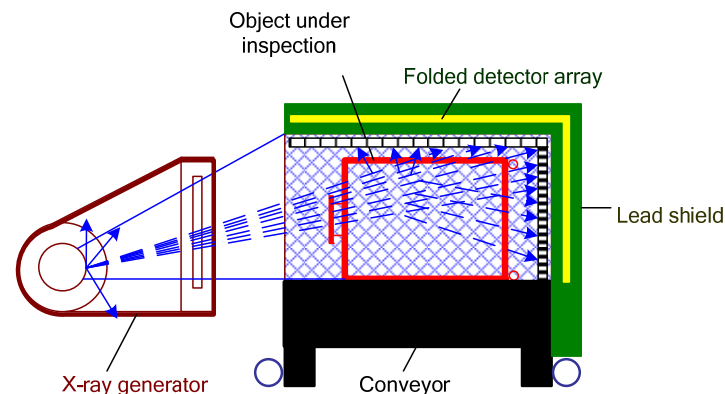 Object under
inspection
Folded detector array
Lead shield
X-ray generator
Conveyor